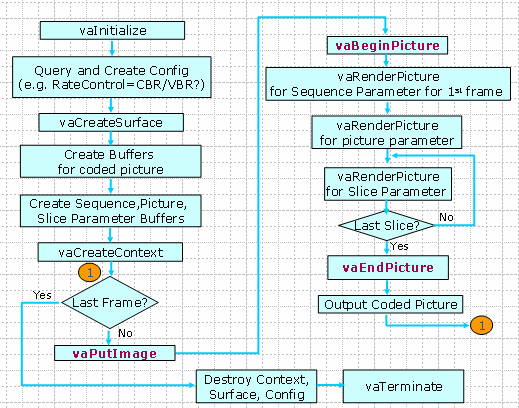 vaInitialize
Query and Create Config
(e.g. RateControl=CBR/VBR?)
vaCreateSurface
Create Buffers
for coded picture
Create Sequence,Picture,
Slice Parameter Buffers
vaCreateContext
1
Yes
Last Frame?
No
vaPutImage
vaBeginPicture
vaRenderPicture
for Sequence Parameter for 1st frame
vaRenderPicture
for picture parameter
vaRenderPicture
for Slice Parameter
Last Slice?
No
Yes
vaEndPicture
Output Coded Picture
1
Destroy Context,
Surface, Config
vaTerminate